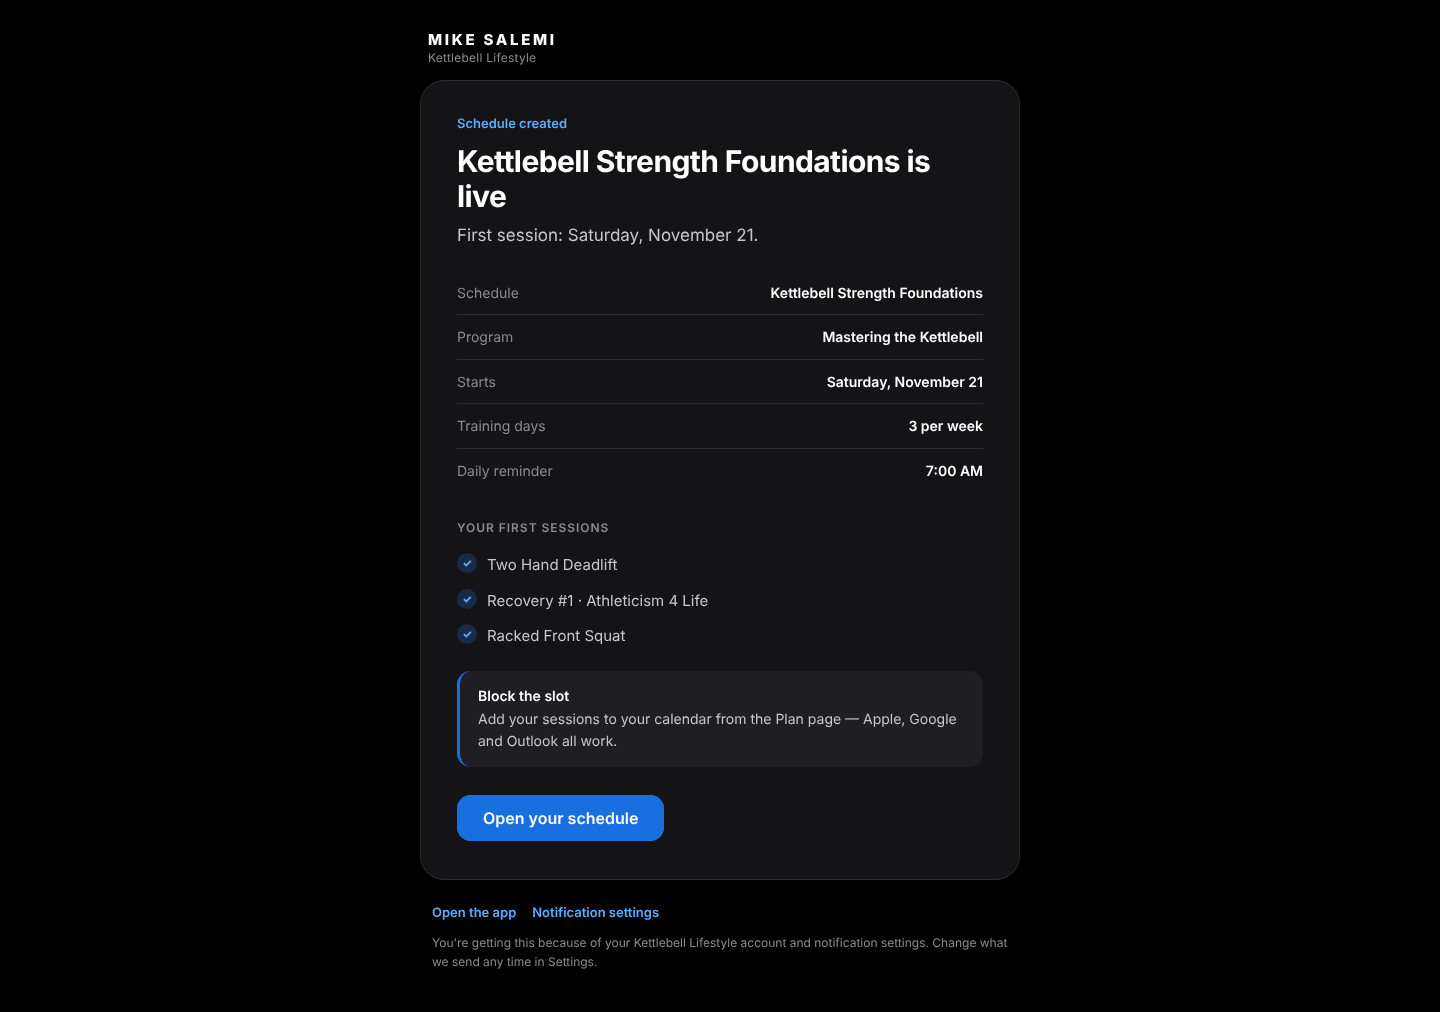 MIKE SALEMI
Kettlebell Lifestyle
Schedule created
Kettlebell Strength Foundations is
live
First session: Saturday, November 21.
Schedule Kettlebell Strength Foundations
Program Mastering the Kettlebell
Starts Saturday, November 21
Training days 3 per week
Daily reminder 7:00 AM
YOUR FIRST SESSIONS
Two Hand Deadlift
Recovery #1 · Athleticism 4 Life
Racked Front Squat
Block the slot
Add your sessions to your calendar from the Plan page — Apple, Google
and Outlook all work.
Open your schedule
Open the app Notification settings
You're getting this because of your Kettlebell Lifestyle account and notification settings. Change what
we send any time in Settings.